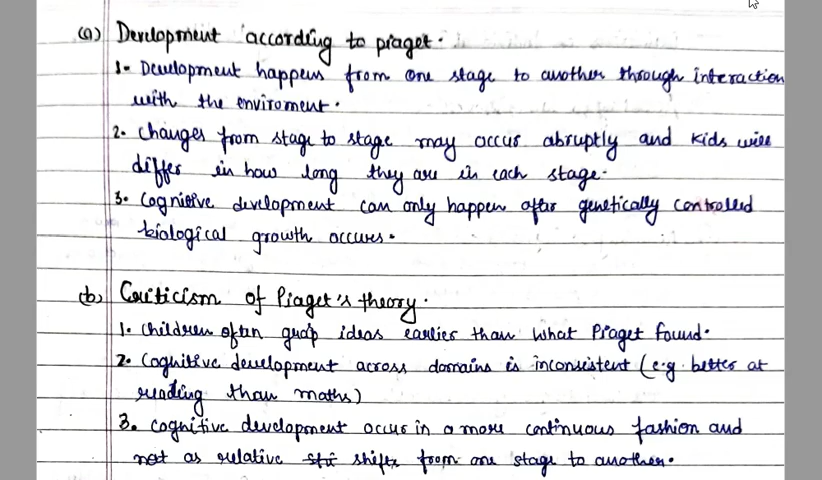 (a) Development according to piaget.
1- Development happens from one stage to another through interaction
with the enviroment.
2. changes from stage to stage may occur abruptly and kids will
differ in how long they are in each stage.
3. Cognitive development can only happen after genetically controlled
biological growth occurs.
(b) Criticism of Piaget's theory.
1. children often grasp ideas earlier than what Piaget found.
2. Cognitive development across domains is inconsistent (e.g. better at
reading than maths)
3. cognitive development occurs in a more continuous fashion and
not as relative shifts from one stage to another.